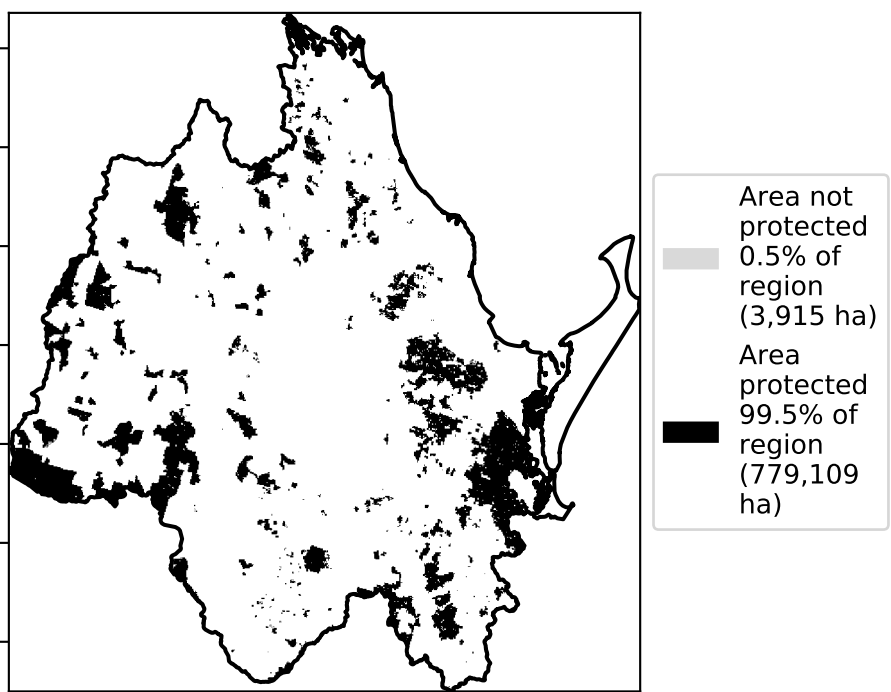 Area not
protected
0.5% of
region
(3,915 ha)
Area
protected
99.5% of
region
(779,109
ha)